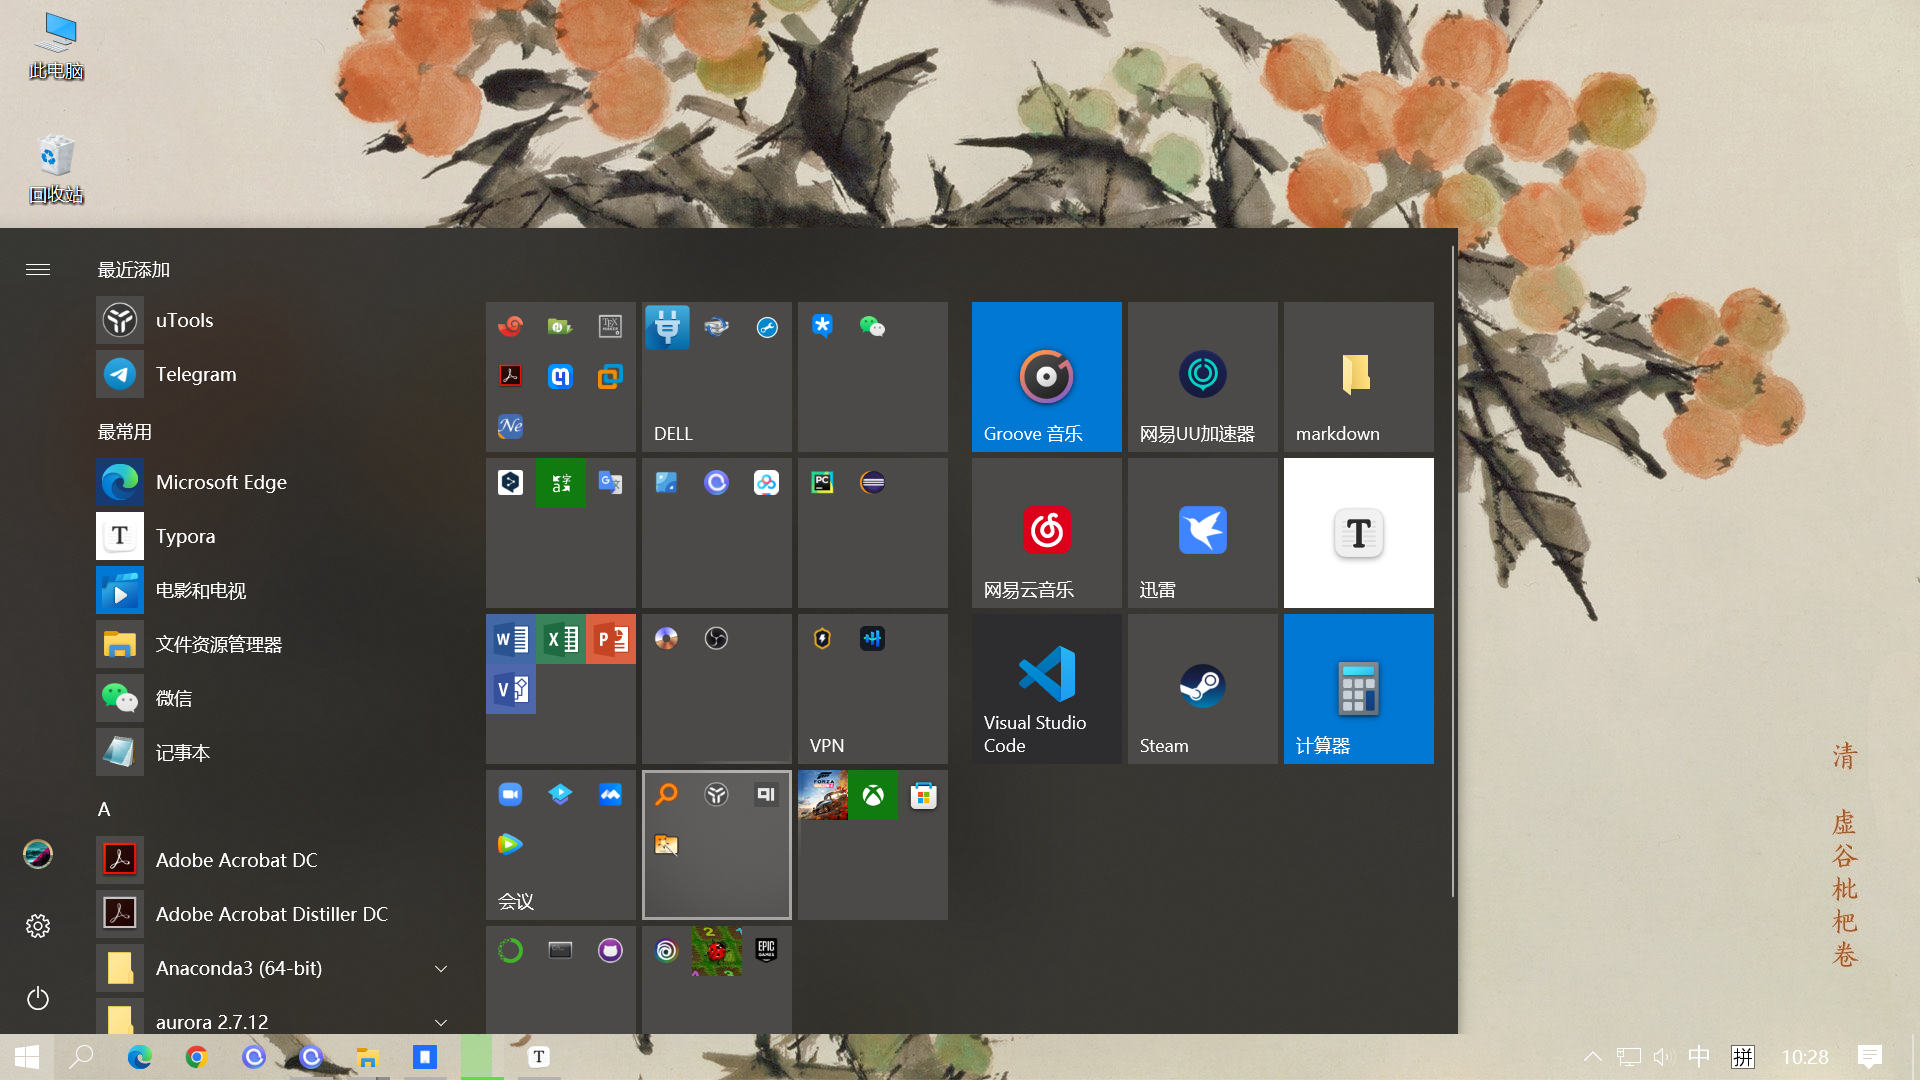 此电脑
回收站
最近添加
uTools
Telegram
最常用
Microsoft Edge
Typora
电影和电视
文件资源管理器
微信
记事本
A
Adobe Acrobat DC
Adobe Acrobat Distiller DC
Anaconda3 (64-bit)
aurora 2.7.12
DELL
VPN
会议
Groove 音乐
网易UU加速器
markdown
网易云音乐
迅雷
Visual Studio
Code
Steam
计算器
清
虚谷枇杷卷
中
拼
10:28